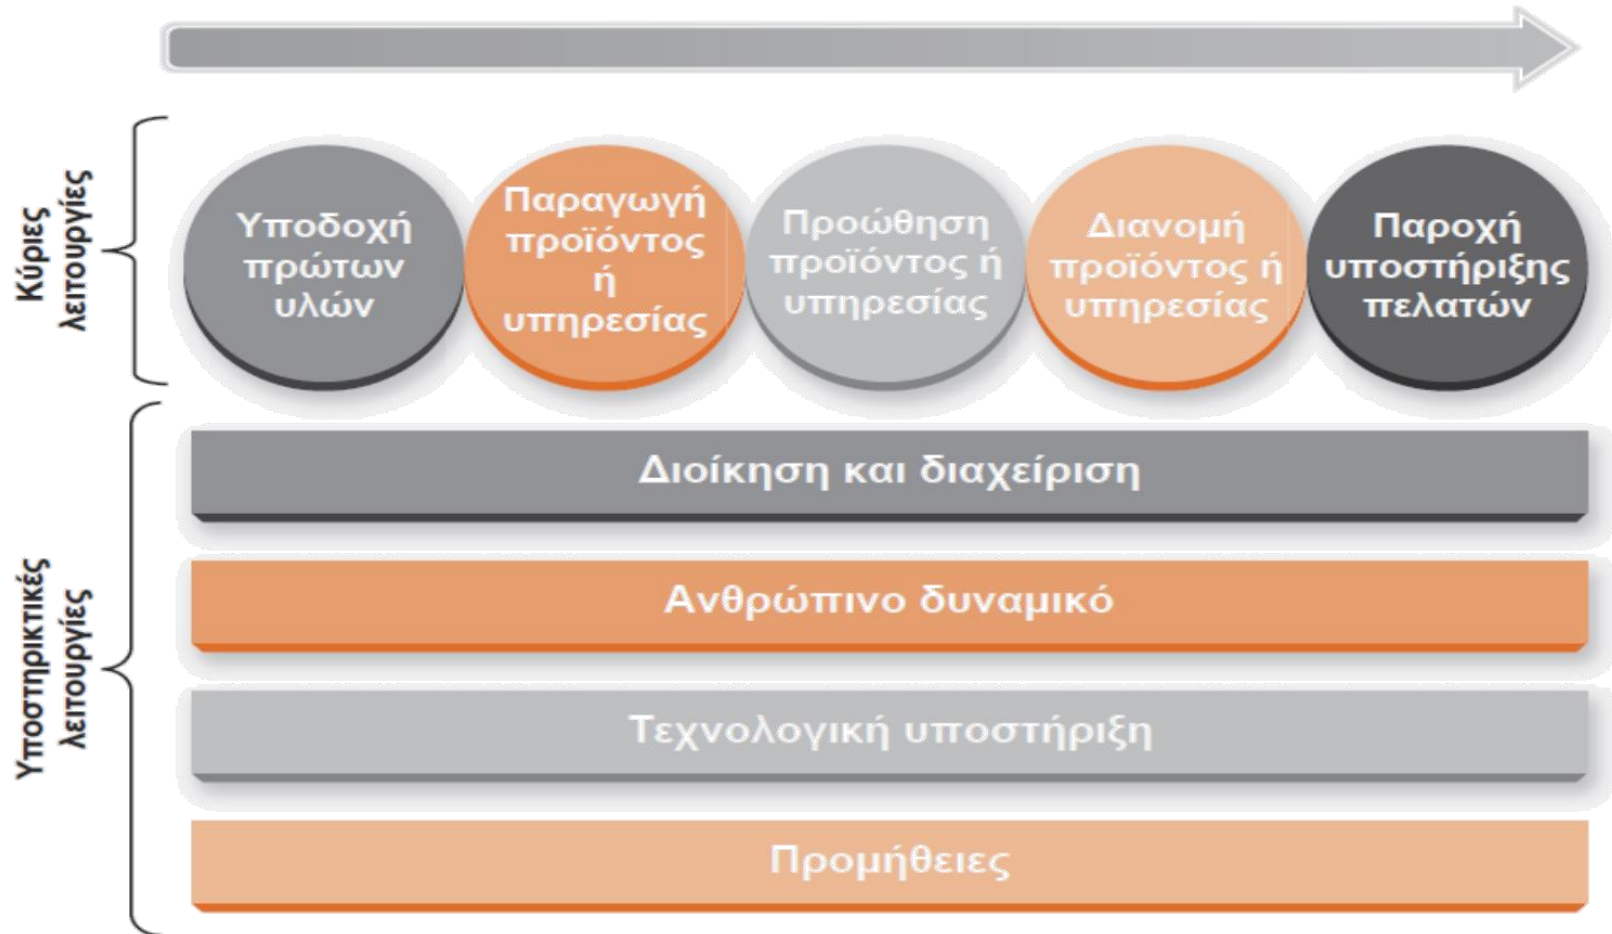 Κύριες
λειτουργίες
Υποδοχή
πρώτων
υλών
Παραγωγή
προϊόντος
ή
υπηρεσίας
Προώθηση
προϊόντος ή
υπηρεσίας
Διανομή
προϊόντος ή
υπηρεσίας
Παροχή
υποστήριξης
πελατών
Υποστηρικτικές
λειτουργίες
Διοίκηση και διαχείριση
Ανθρώπινο δυναμικό
Τεχνολογική υποστήριξη
Προμήθειες